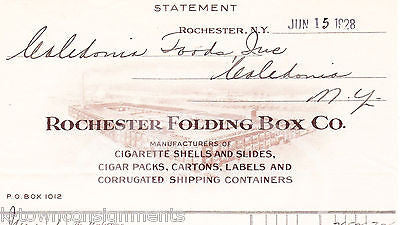 STATEMENT
ROCHESTER, N.Y. JUN 15 1928
Caledonia Foods, Inc
Caledonia
N.Y.
ROCHESTER FOLDING BOX CO.
MANUFACTURERS OF
CIGARETTE SHELLS AND SLIDES,
CIGAR PACKS, CARTONS, LABELS AND
CORRUGATED SHIPPING CONTAINERS
P.O. BOX 1012
keytownconsignments